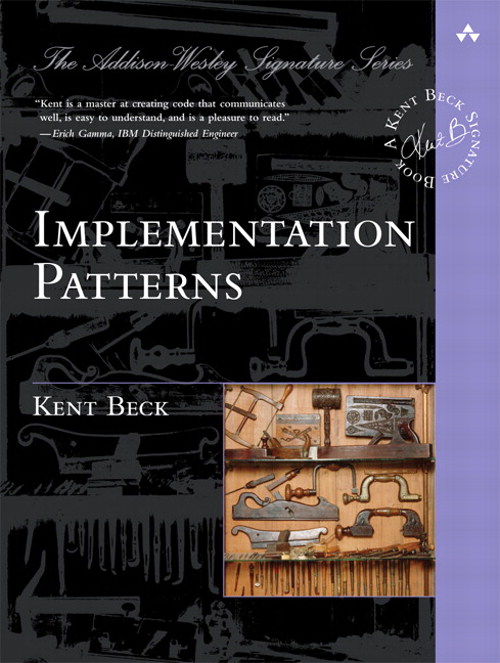 The Addison-Wesley Signature Series
“Kent is a master at creating code that communicates
well, is easy to understand, and is a pleasure to read.”
—Erich Gamma, IBM Distinguished Engineer
A KENT BECK SIGNATURE BOOK
Kent B
IMPLEMENTATION
PATTERNS
KENT BECK